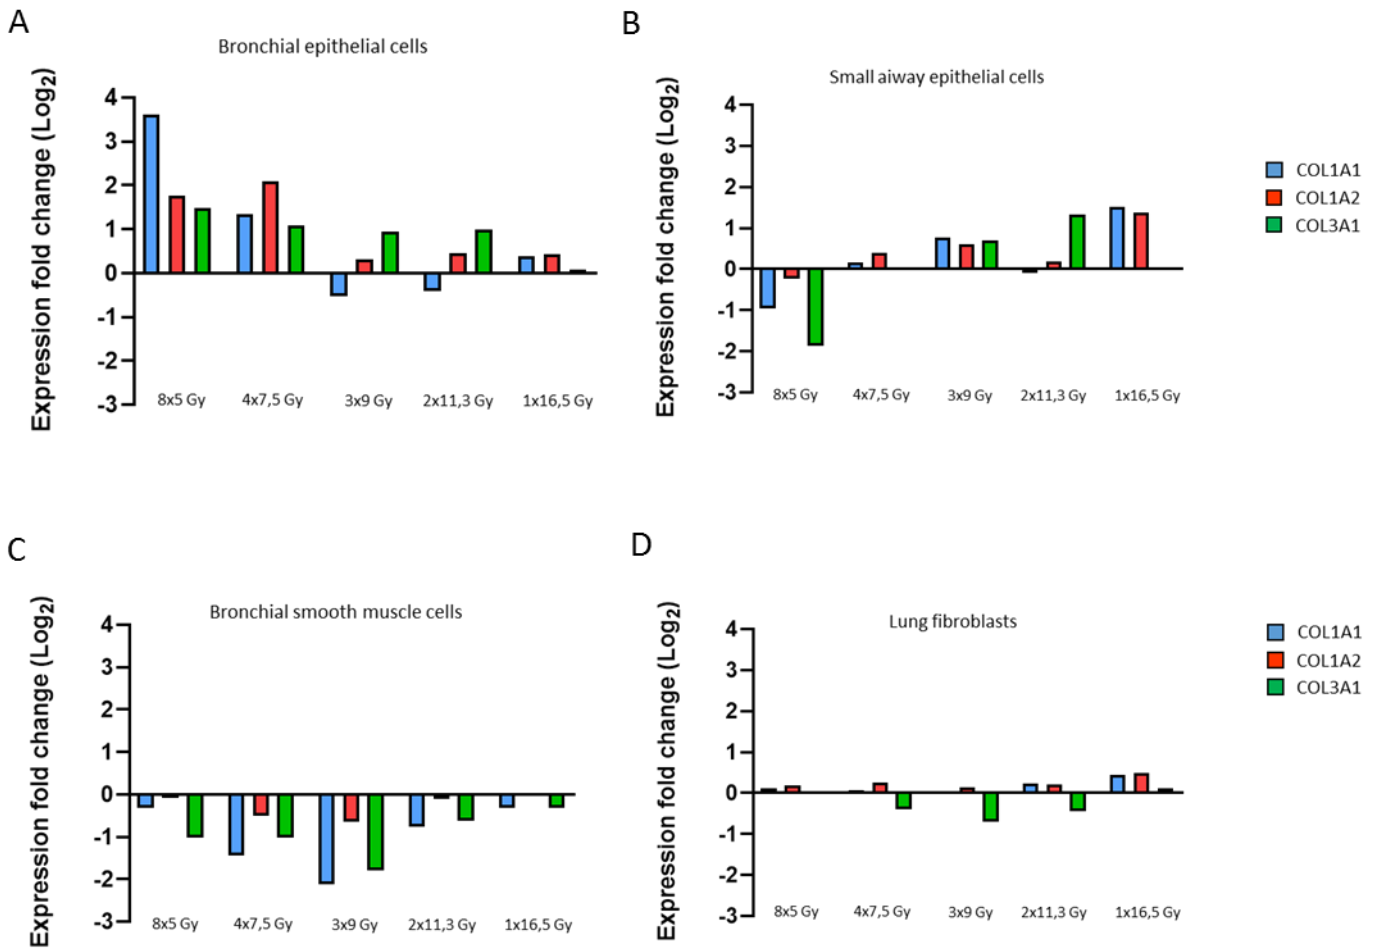 A
Bronchial epithelial cells
Expression fold change (Log2)
4
3
2
1
0
-1
-2
-3
8x5 Gy 4x7,5 Gy 3x9 Gy 2x11,3 Gy 1x16,5 Gy
B
Small aiway epithelial cells
Expression fold change (Log2)
4
3
2
1
0
-1
-2
-3
8x5 Gy 4x7,5 Gy 3x9 Gy 2x11,3 Gy 1x16,5 Gy
COL1A1
COL1A2
COL3A1
C
Bronchial smooth muscle cells
Expression fold change (Log2)
4
3
2
1
0
-1
-2
-3
8x5 Gy 4x7,5 Gy 3x9 Gy 2x11,3 Gy 1x16,5 Gy
D
Lung fibroblasts
Expression fold change (Log2)
4
3
2
1
0
-1
-2
-3
8x5 Gy 4x7,5 Gy 3x9 Gy 2x11,3 Gy 1x16,5 Gy
COL1A1
COL1A2
COL3A1